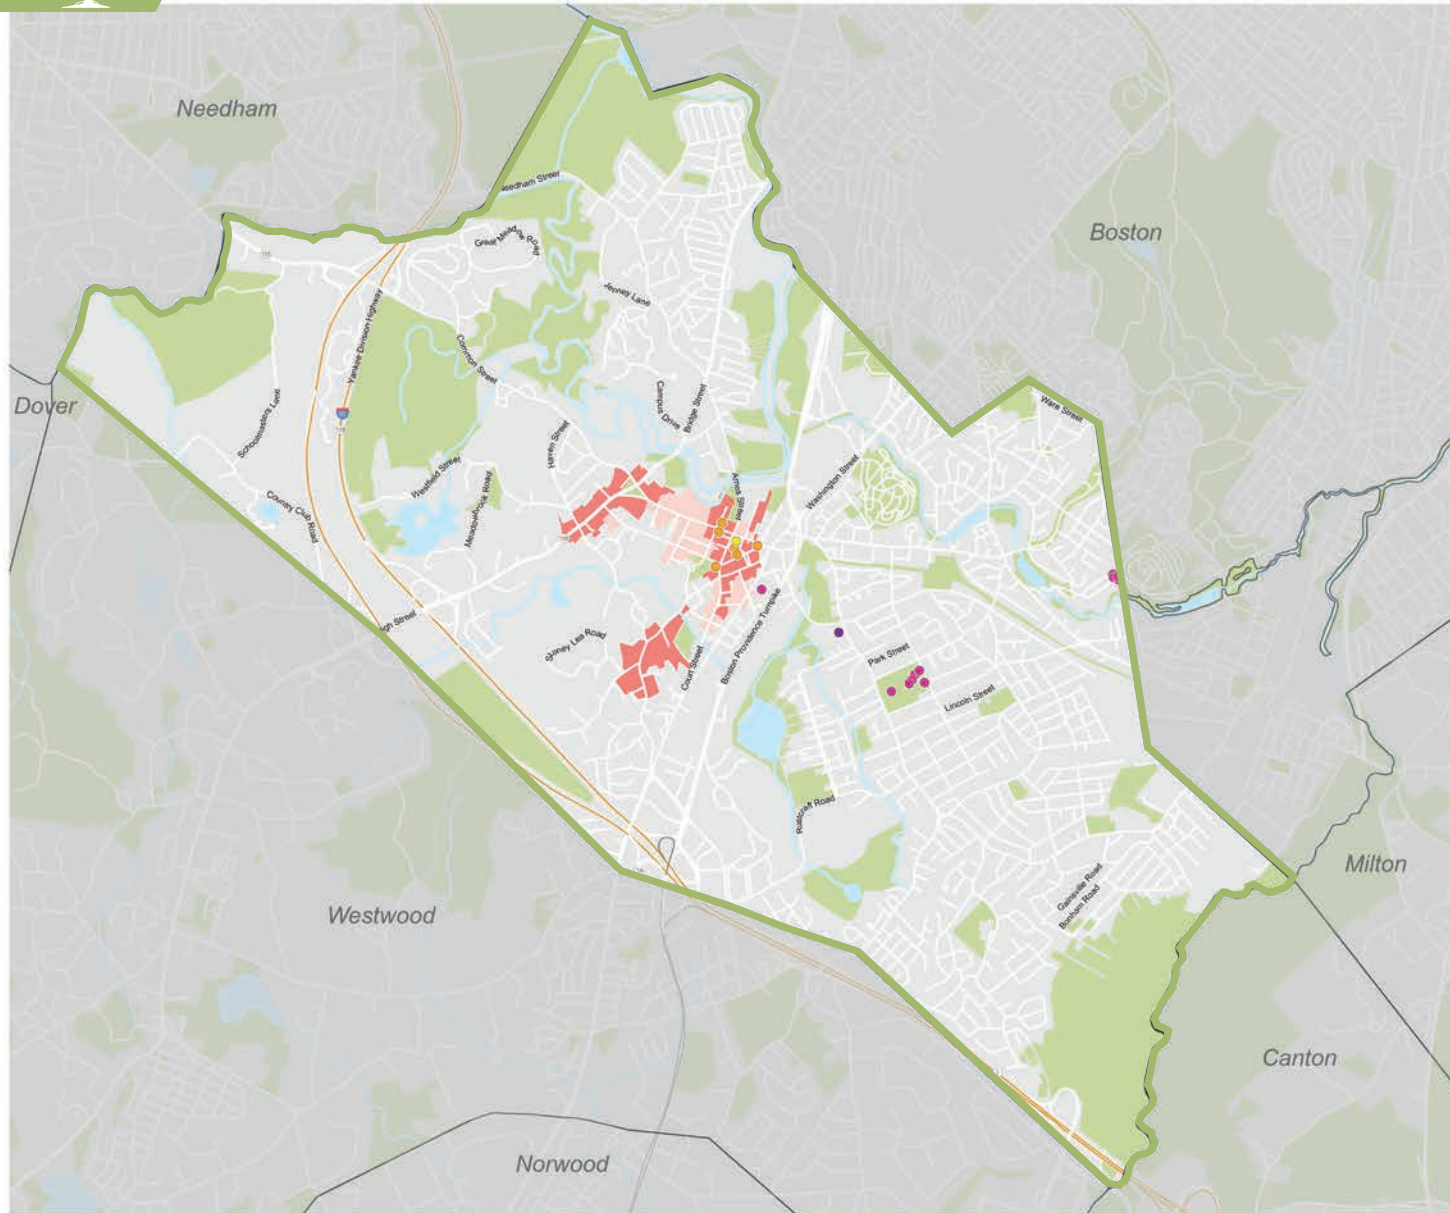 Needham
Boston
Needham Street
Great Meadow Road
135
Jenney Lane
Yankee Division Highway
Common Street
Dover
Ware Street
Campus Drive
Bridge Street
Schoolmasters Lane
Haven Street
Washington Street
Westfield Street
Meadowbrook Road
Ames Street
Country Club Road
High Street
Stoney Lea Road
Court Street
Boston Providence Turnpike
Park Street
Lincoln Street
Rustcraft Road
Gainsville Road
Bonham Road
Milton
Westwood
Canton
Norwood